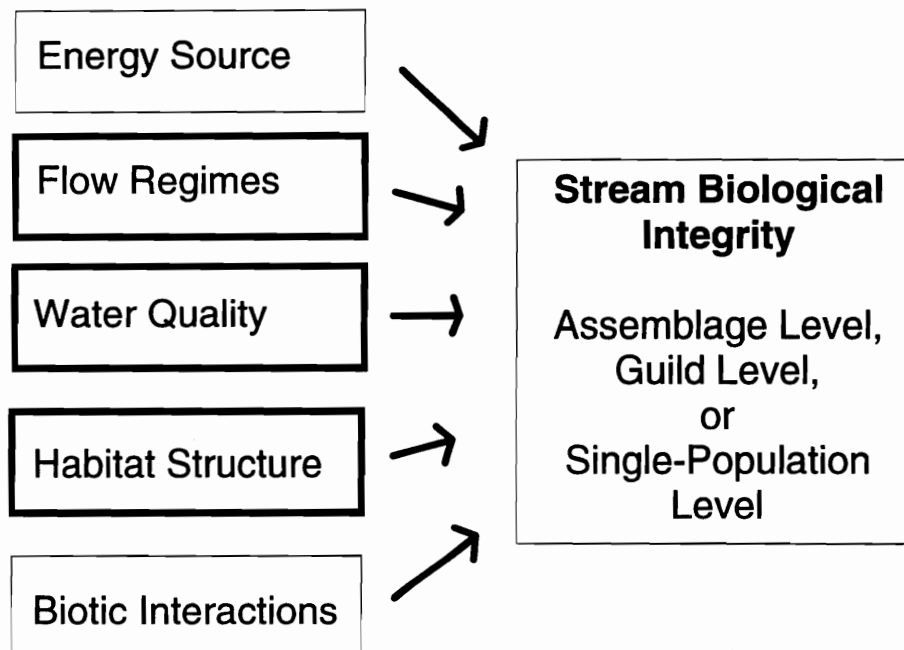 Energy Source
Flow Regimes
Water Quality
Habitat Structure
Biotic Interactions
Stream Biological
Integrity
Assemblage Level,
Guild Level,
or
Single-Population
Level